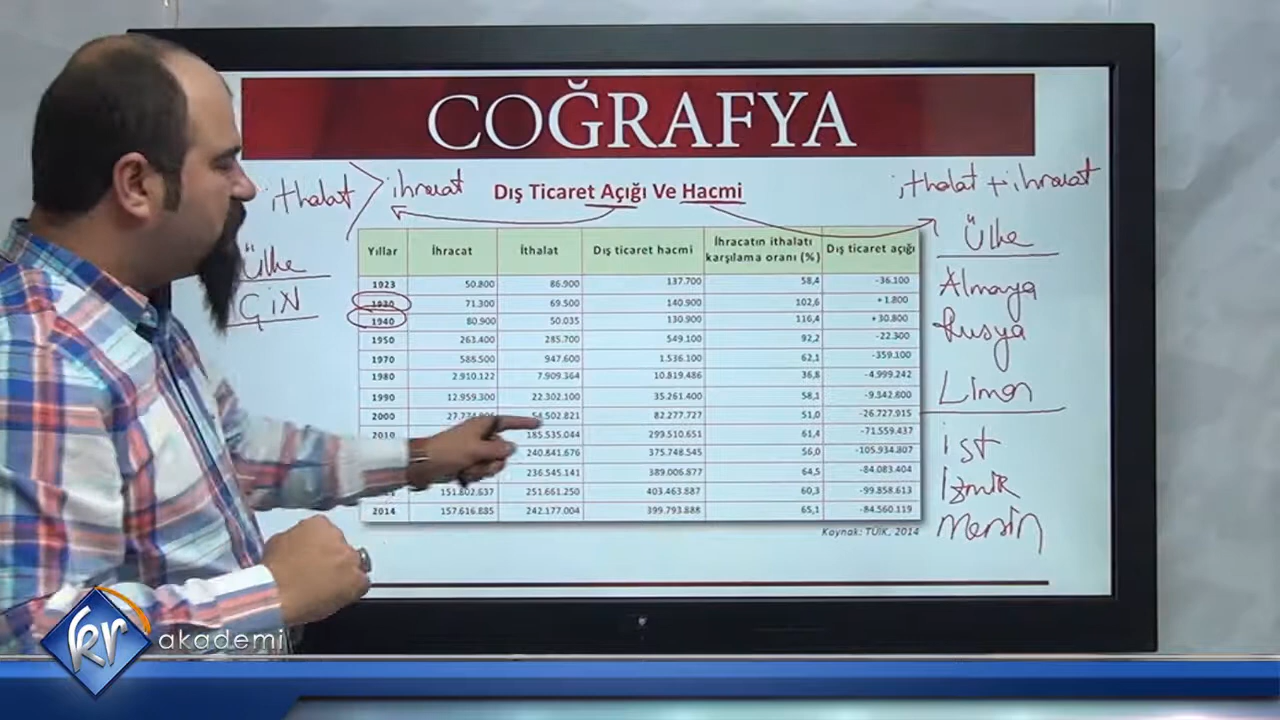 COĞRAFYA
ithalat > ihracat
Dış Ticaret Açığı Ve Hacmi
ithalat + ihracat
Ülke
ÇİN
Yıllar İhracat İthalat Dış ticaret hacmi İhracatın ithalatı karşılama oranı (%) Dış ticaret açığı
1923 50.800 86.900 137.700 58,4 -36.100
1930 71.300 69.500 140.900 102,6 +1.800
1940 80.900 50.035 130.900 116,4 +30.800
1950 263.400 285.700 549.100 92,2 -22.300
1970 588.500 947.600 1.536.100 62,1 -359.100
1980 2.910.122 7.909.364 10.819.486 36,8 -4.999.242
1990 12.959.300 22.302.100 35.261.400 58,1 -9.342.800
2000 54.502.821 82.277.727 51,0 -26.727.915
2010 185.535.044 299.510.651 61,4 -71.559.437
240.841.676 375.748.545 56,0 -105.934.807
236.545.141 389.006.877 64,5 -84.083.404
151.802.637 251.661.250 403.463.887 60,3 -99.858.613
2014 157.616.885 242.177.004 399.793.888 65,1 -84.560.119
Kaynak: TÜİK, 2014
Ülke
Almaya
Rusya
Liman
ist
İzmir
Mersin
kr akademi